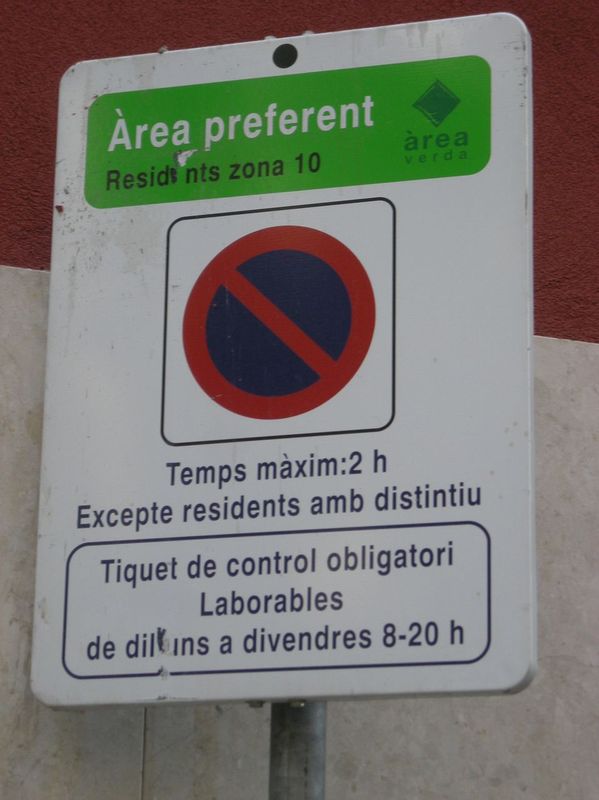 Àrea preferent
Residents zona 10
àrea
verda
Temps màxim:2 h
Excepte residents amb distintiu
Tiquet de control obligatori
Laborables
de dilluns a divendres 8-20 h